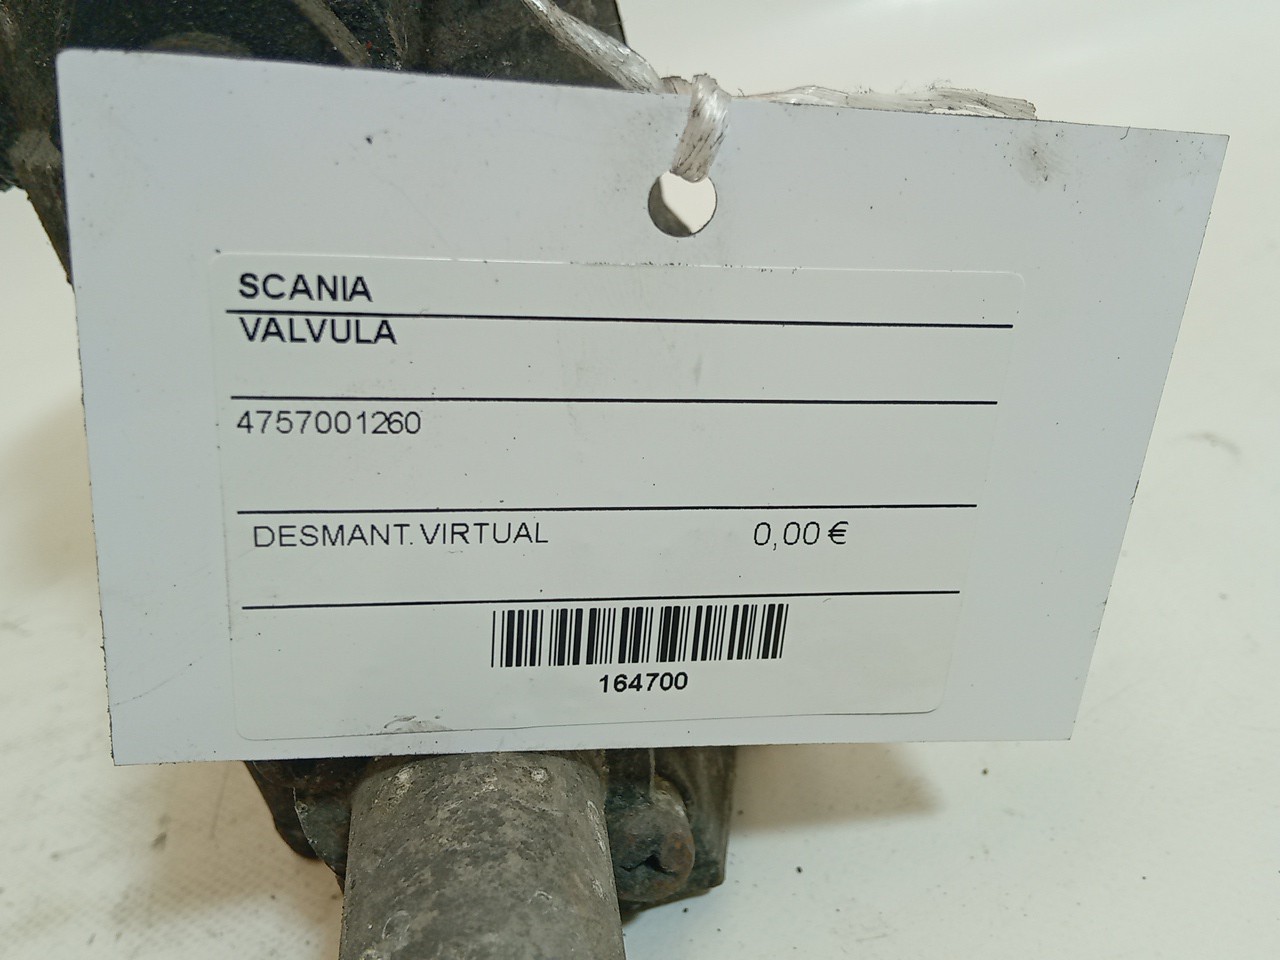 SCANIA
VALVULA
4757001260
DESMANT. VIRTUAL 0,00 €
164700